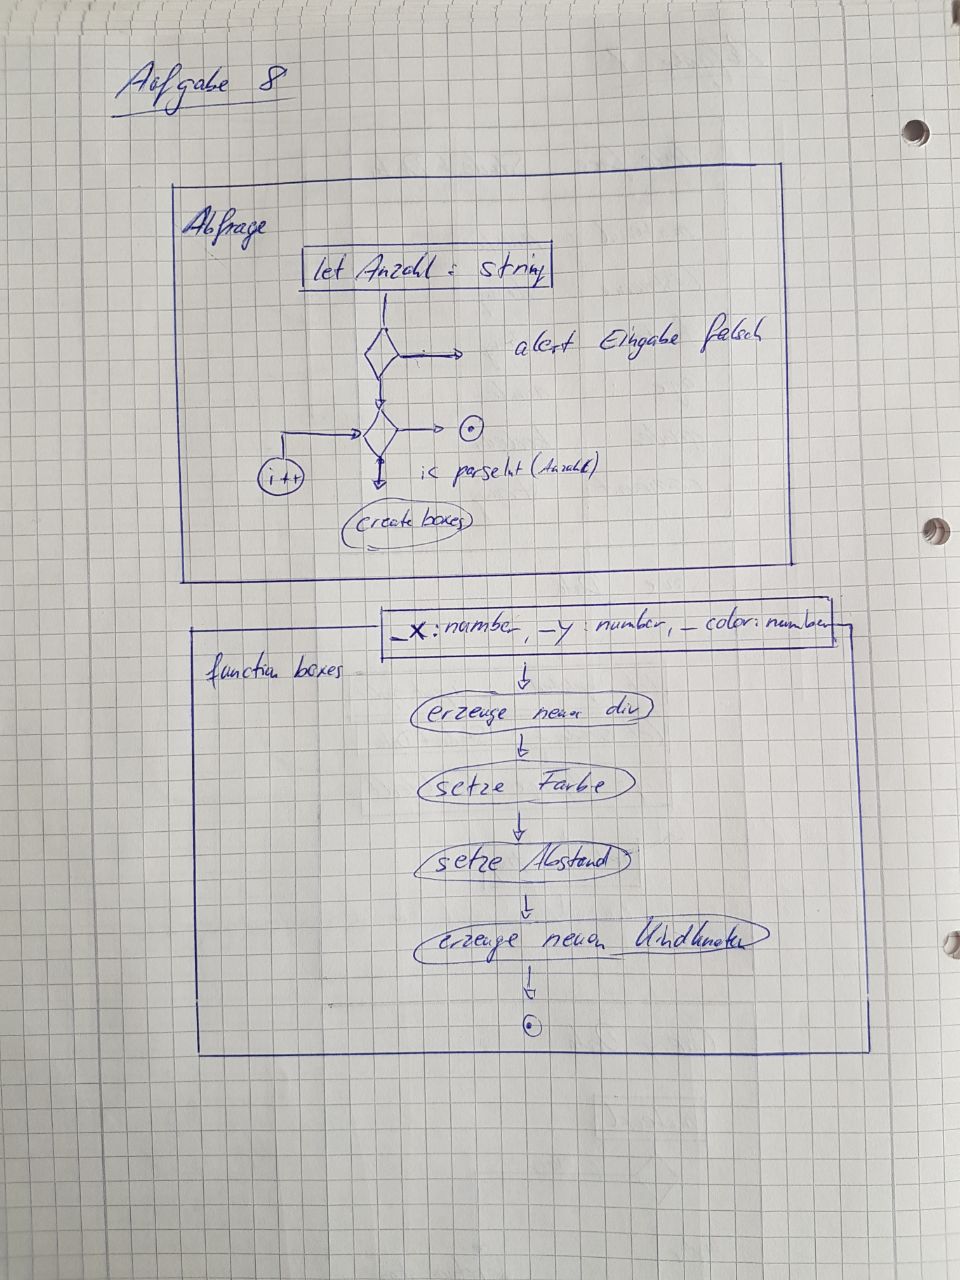 Aufgabe 8
Abfrage
let Anzahl : string
alert Eingabe falsch
i++
i< parseInt (Anzahl)
create boxes
_x: number, _y: number, _ color: number
function boxes
erzeuge neuen div
setze Farbe
setze Abstand
erzeuge neuen Kindknoten